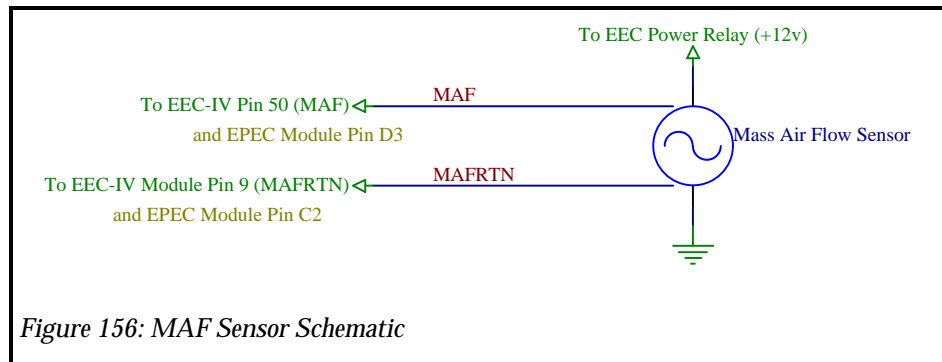 To EEC Power Relay (+12v)
MAF
To EEC-IV Pin 50 (MAF)
and EPEC Module Pin D3
Mass Air Flow Sensor
MAFRTN
To EEC-IV Module Pin 9 (MAFRTN)
and EPEC Module Pin C2
Figure 156: MAF Sensor Schematic